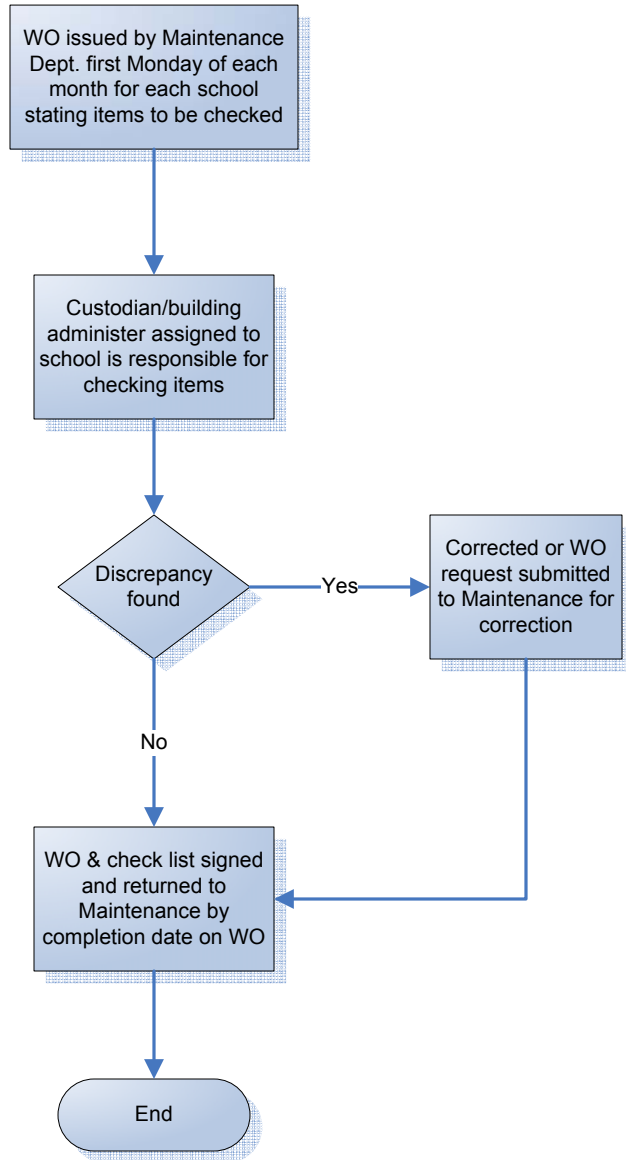 WO issued by Maintenance
Dept. first Monday of each
month for each school
stating items to be checked
Custodian/building
administer assigned to
school is responsible for
checking items
Discrepancy
found
Yes
Corrected or WO
request submitted
to Maintenance for
correction
No
WO & check list signed
and returned to
Maintenance by
completion date on WO
End